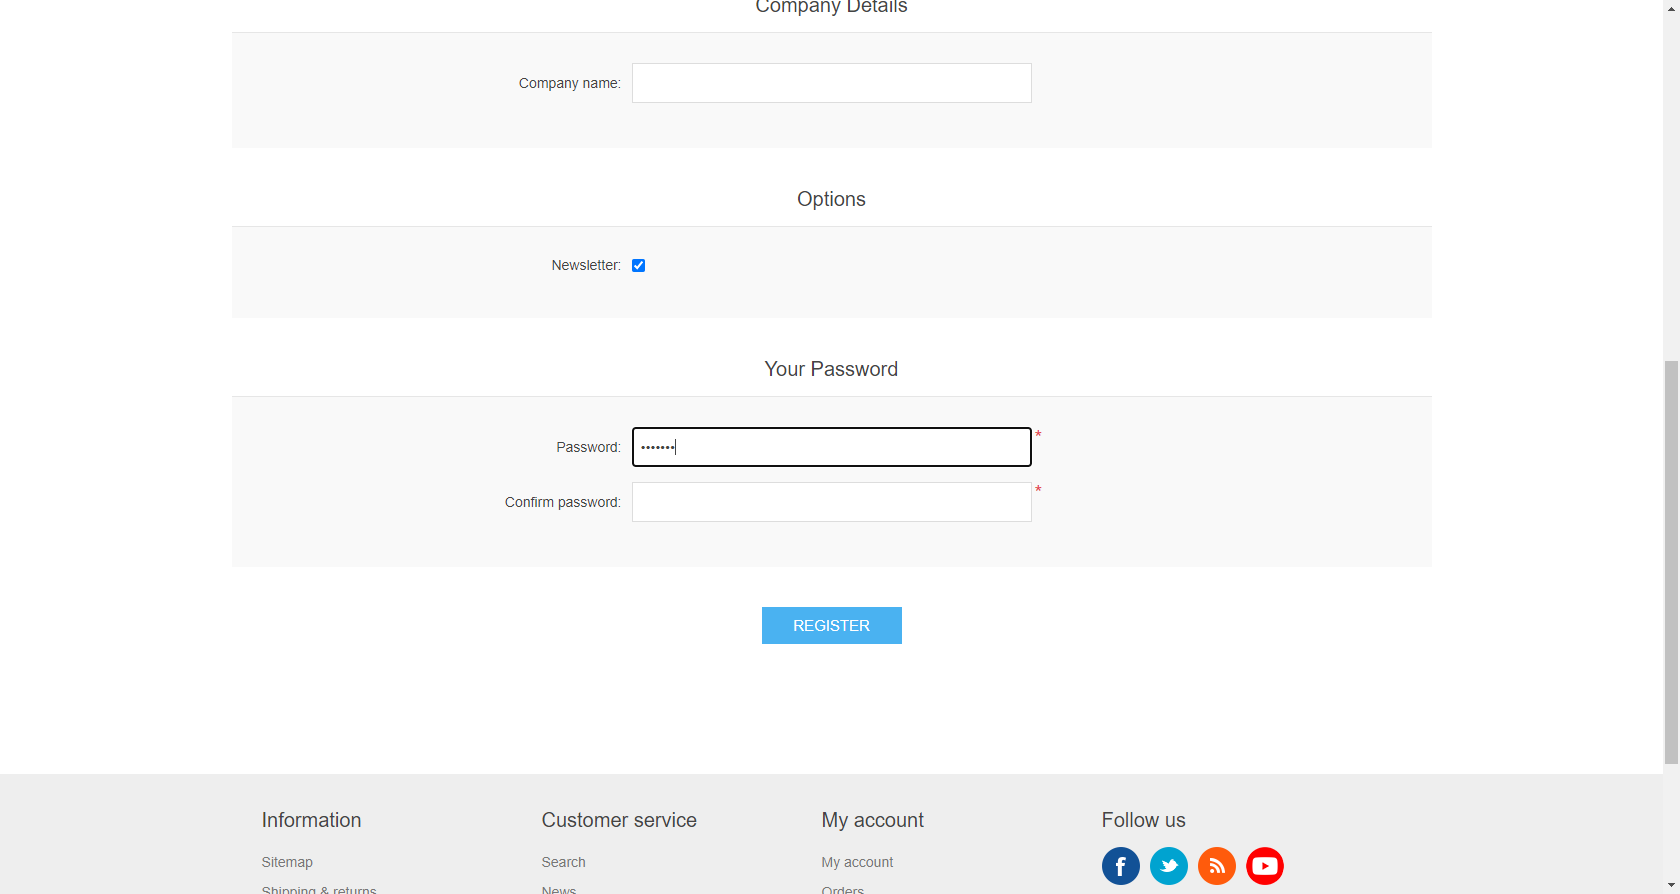 Company Details
Company name:
Options
Newsletter:
Your Password
Password: ••••••• *
Confirm password: *
REGISTER
Information
Customer service
My account
Follow us
Sitemap
Search
My account
Shipping & returns
News
Orders